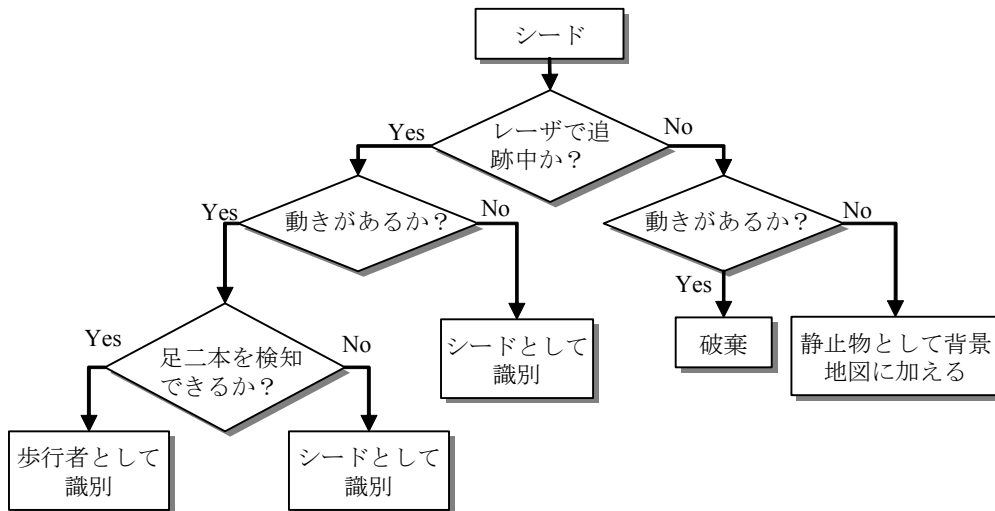 シード
レーザで追
跡中か？
Yes
No
動きがあるか？
Yes
No
動きがあるか？
No
Yes
足二本を検知
できるか？
Yes
No
シードとして
識別
破棄
静止物として背景
地図に加える
歩行者として
識別
シードとして
識別